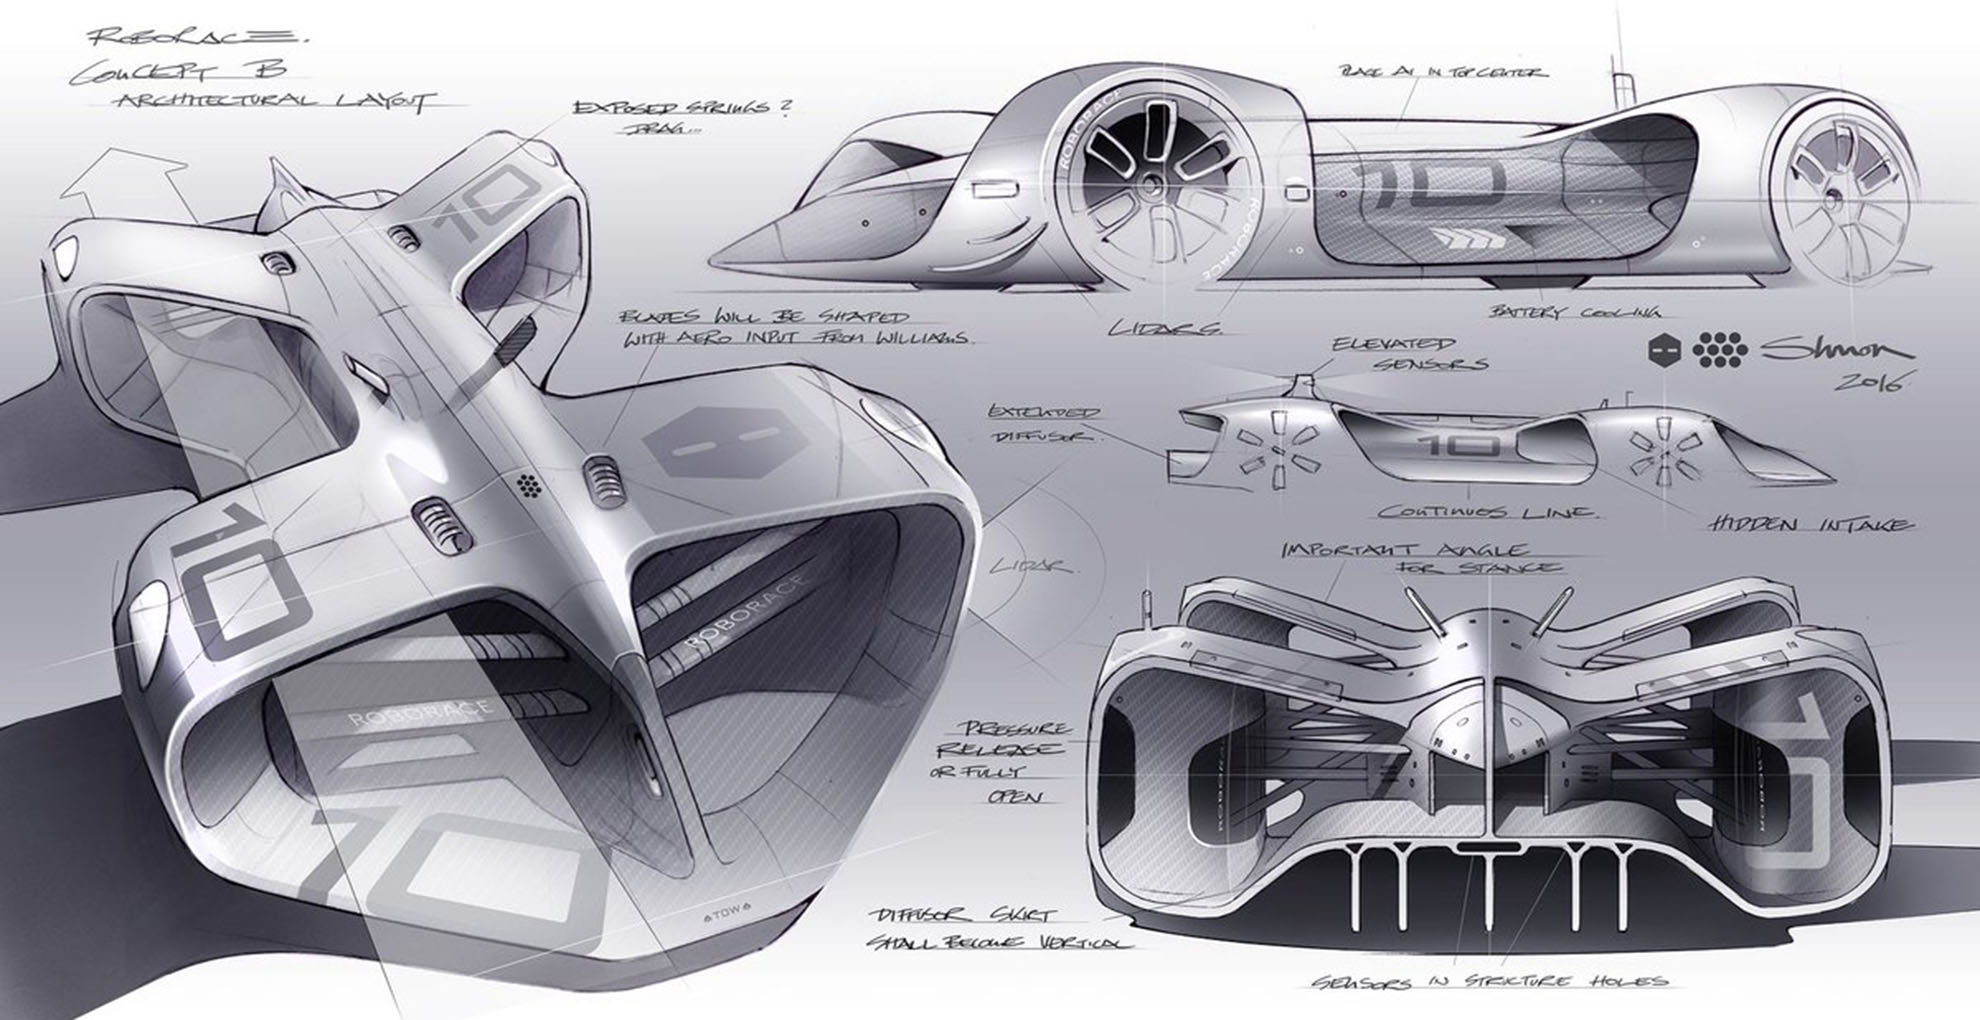 ROBORACE.
CONCEPT B
ARCHITECTURAL LAYOUT
EXPOSED SPRINGS?
DRAG...
PLACE AI IN TOP CENTER
10
ROBORACE
ROBORACE
10
BLADES WILL BE SHAPED
WITH AERO INPUT FROM WILLIAMS.
LIDARS.
BATTERY COOLING
ELEVATED
SENSORS
Simon
2016
EXTENDED
DIFFUSOR.
10
CONTINUOS LINE.
HIDDEN INTAKE
10
LIDAR.
IMPORTANT ANGLE
FOR STANCE
ROBORACE
ROBORACE
10
TOW
PRESSURE
RELEASE
OR FULLY
OPEN
ROBORACE
ROBORACE
10
DIFFUSOR SKIRT
SHALL BECOME VERTICAL
SENSORS IN STRICTURE HOLES